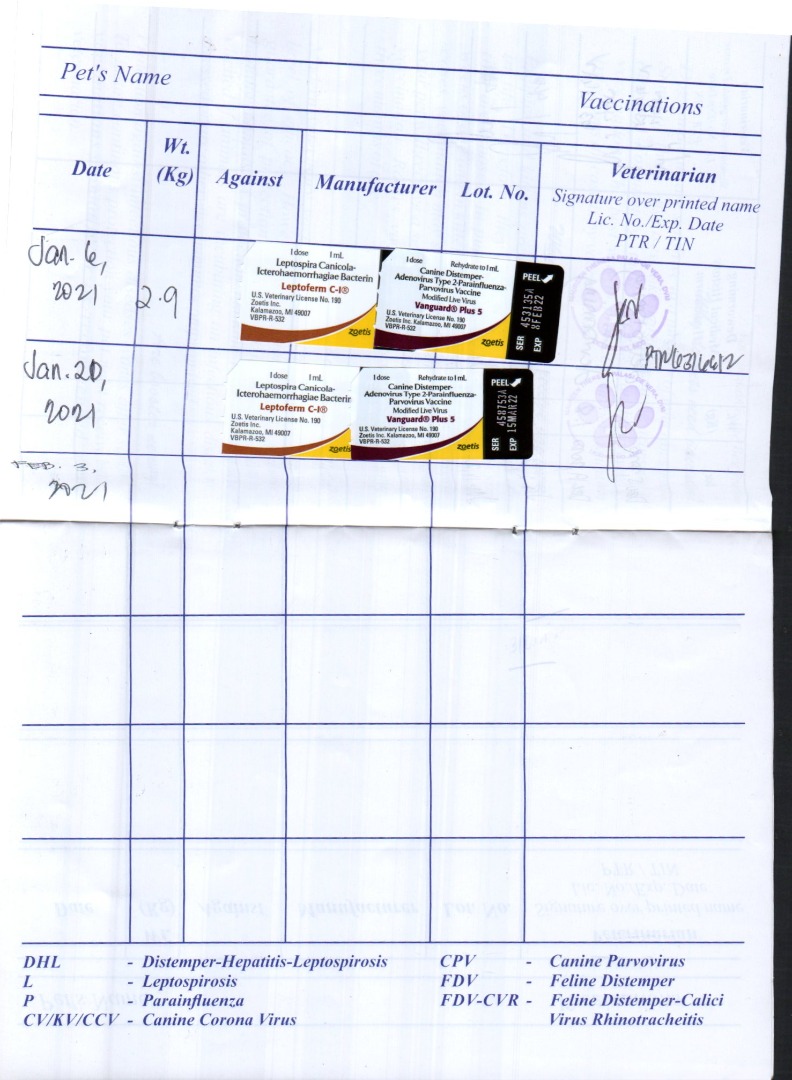 Pet's Name
Vaccinations
Date
Wt.
(Kg)
Against
Manufacturer
Lot. No.
Veterinarian
Signature over printed name
Lic. No./Exp. Date
PTR / TIN
Jan. 6,
2021
2.9
1 dose 1 mL
Leptospira Canicola-
Icterohaemorrhagiae Bacterin
Leptoferm C-I®
U.S. Veterinary License No. 190
Zoetis Inc.
Kalamazoo, MI 49007
VBPR-R-532
zoetis
1 dose Rehydrate to 1 mL
Canine Distemper-
Adenovirus Type 2-Parainfluenza-
Parvovirus Vaccine
Modified Live Virus
Vanguard® Plus 5
U.S. Veterinary License No. 190
Zoetis Inc. Kalamazoo, MI 49007
VBPR-R-532
zoetis
PEEL
SER 453135A
EXP 8FEB22
Jan. 20,
2021
1 dose 1 mL
Leptospira Canicola-
Icterohaemorrhagiae Bacterin
Leptoferm C-I®
U.S. Veterinary License No. 190
Zoetis Inc.
Kalamazoo, MI 49007
VBPR-R-532
zoetis
1 dose Rehydrate to 1 mL
Canine Distemper-
Adenovirus Type 2-Parainfluenza-
Parvovirus Vaccine
Modified Live Virus
Vanguard® Plus 5
U.S. Veterinary License No. 190
Zoetis Inc. Kalamazoo, MI 49007
VBPR-R-532
zoetis
PEEL
SER 458753A
EXP 15MAR22
FEB. 3,
2021
DHL - Distemper-Hepatitis-Leptospirosis
L - Leptospirosis
P - Parainfluenza
CV/KV/CCV - Canine Corona Virus
CPV - Canine Parvovirus
FDV - Feline Distemper
FDV-CVR - Feline Distemper-Calici
Virus Rhinotracheitis